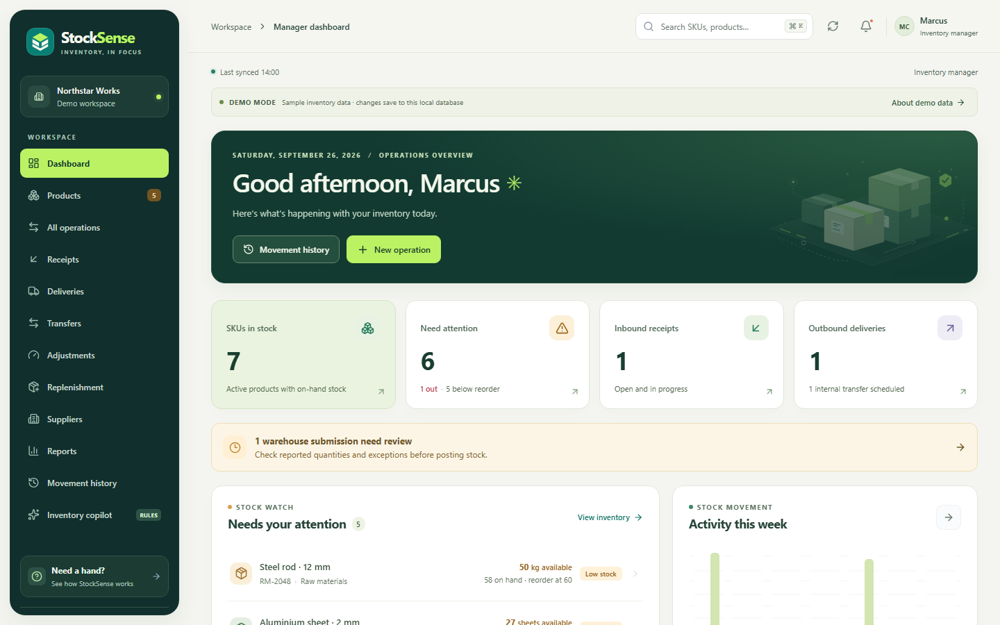 StockSense
INVENTORY, IN FOCUS
Northstar Works
Demo workspace
WORKSPACE
Dashboard
Products 5
All operations
Receipts
Deliveries
Transfers
Adjustments
Replenishment
Suppliers
Reports
Movement history
Inventory copilot RULES
Need a hand?
See how StockSense works
Workspace > Manager dashboard
Search SKUs, products... ⌘ K
MC
Marcus
Inventory manager
Last synced 14:00
Inventory manager
DEMO MODE Sample inventory data · changes save to this local database
About demo data
SATURDAY, SEPTEMBER 26, 2026 / OPERATIONS OVERVIEW
Good afternoon, Marcus
Here's what's happening with your inventory today.
Movement history
New operation
SKUs in stock
7
Active products with on-hand stock
Need attention
6
1 out · 5 below reorder
Inbound receipts
1
Open and in progress
Outbound deliveries
1
1 internal transfer scheduled
1 warehouse submission need review
Check reported quantities and exceptions before posting stock.
STOCK WATCH
Needs your attention 5
View inventory
Steel rod · 12 mm
RM-2048 · Raw materials
50 kg available
58 on hand · reorder at 60
Low stock
Aluminium sheet · 2 mm
27 sheets available
STOCK MOVEMENT
Activity this week